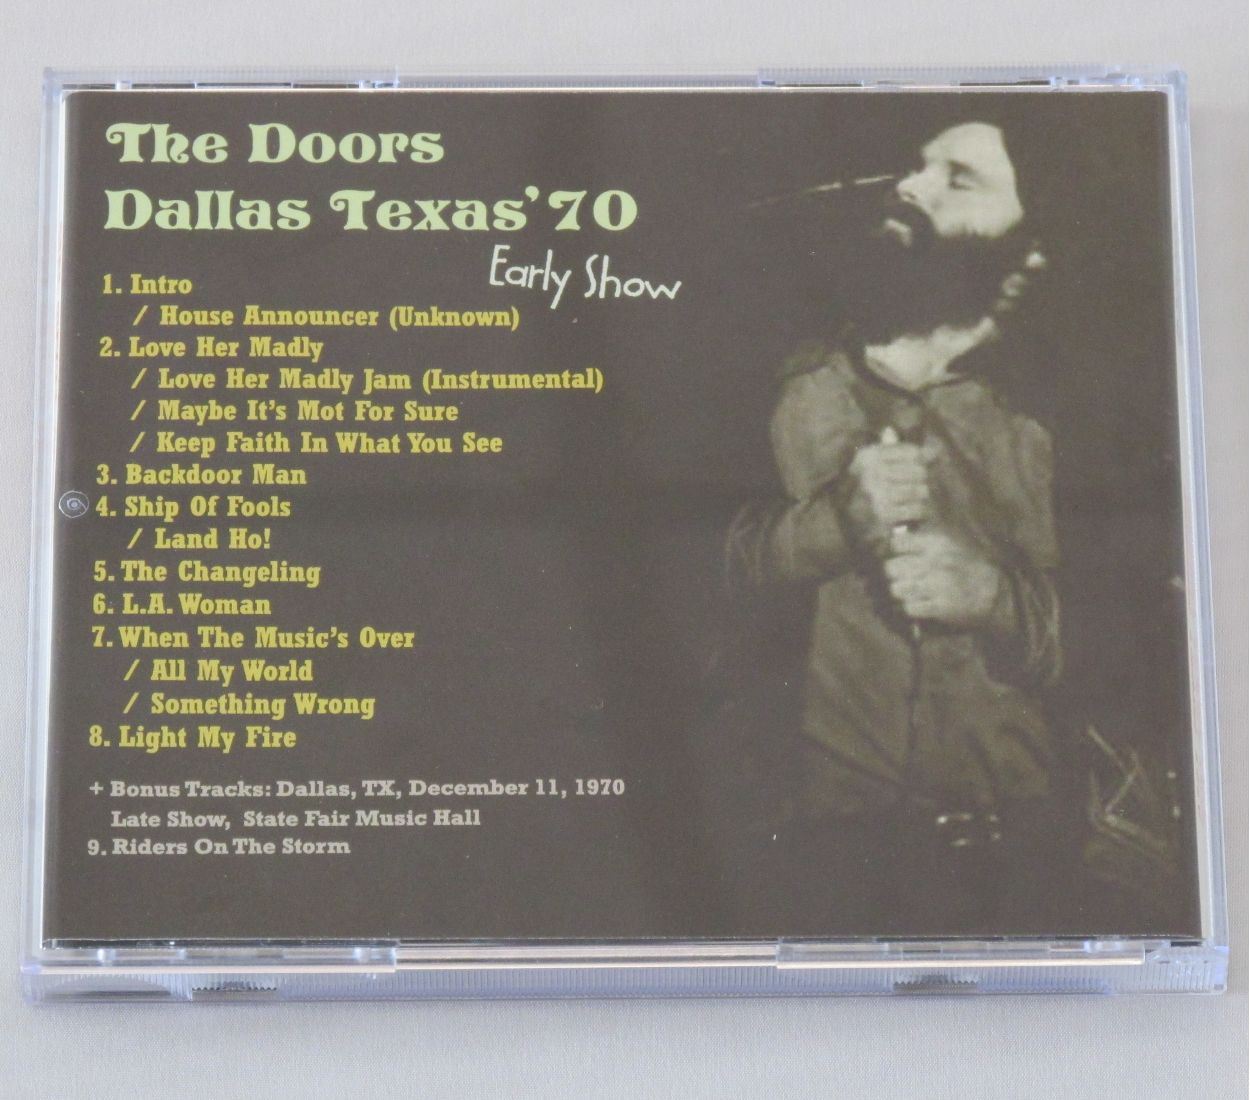 The Doors
Dallas Texas'70
Early Show
1. Intro
/ House Announcer (Unknown)
2. Love Her Madly
/ Love Her Madly Jam (Instrumental)
/ Maybe It's Mot For Sure
/ Keep Faith In What You See
3. Backdoor Man
4. Ship Of Fools
/ Land Ho!
5. The Changeling
6. L.A. Woman
7. When The Music's Over
/ All My World
/ Something Wrong
8. Light My Fire
+ Bonus Tracks: Dallas, TX, December 11, 1970
Late Show, State Fair Music Hall
9. Riders On The Storm